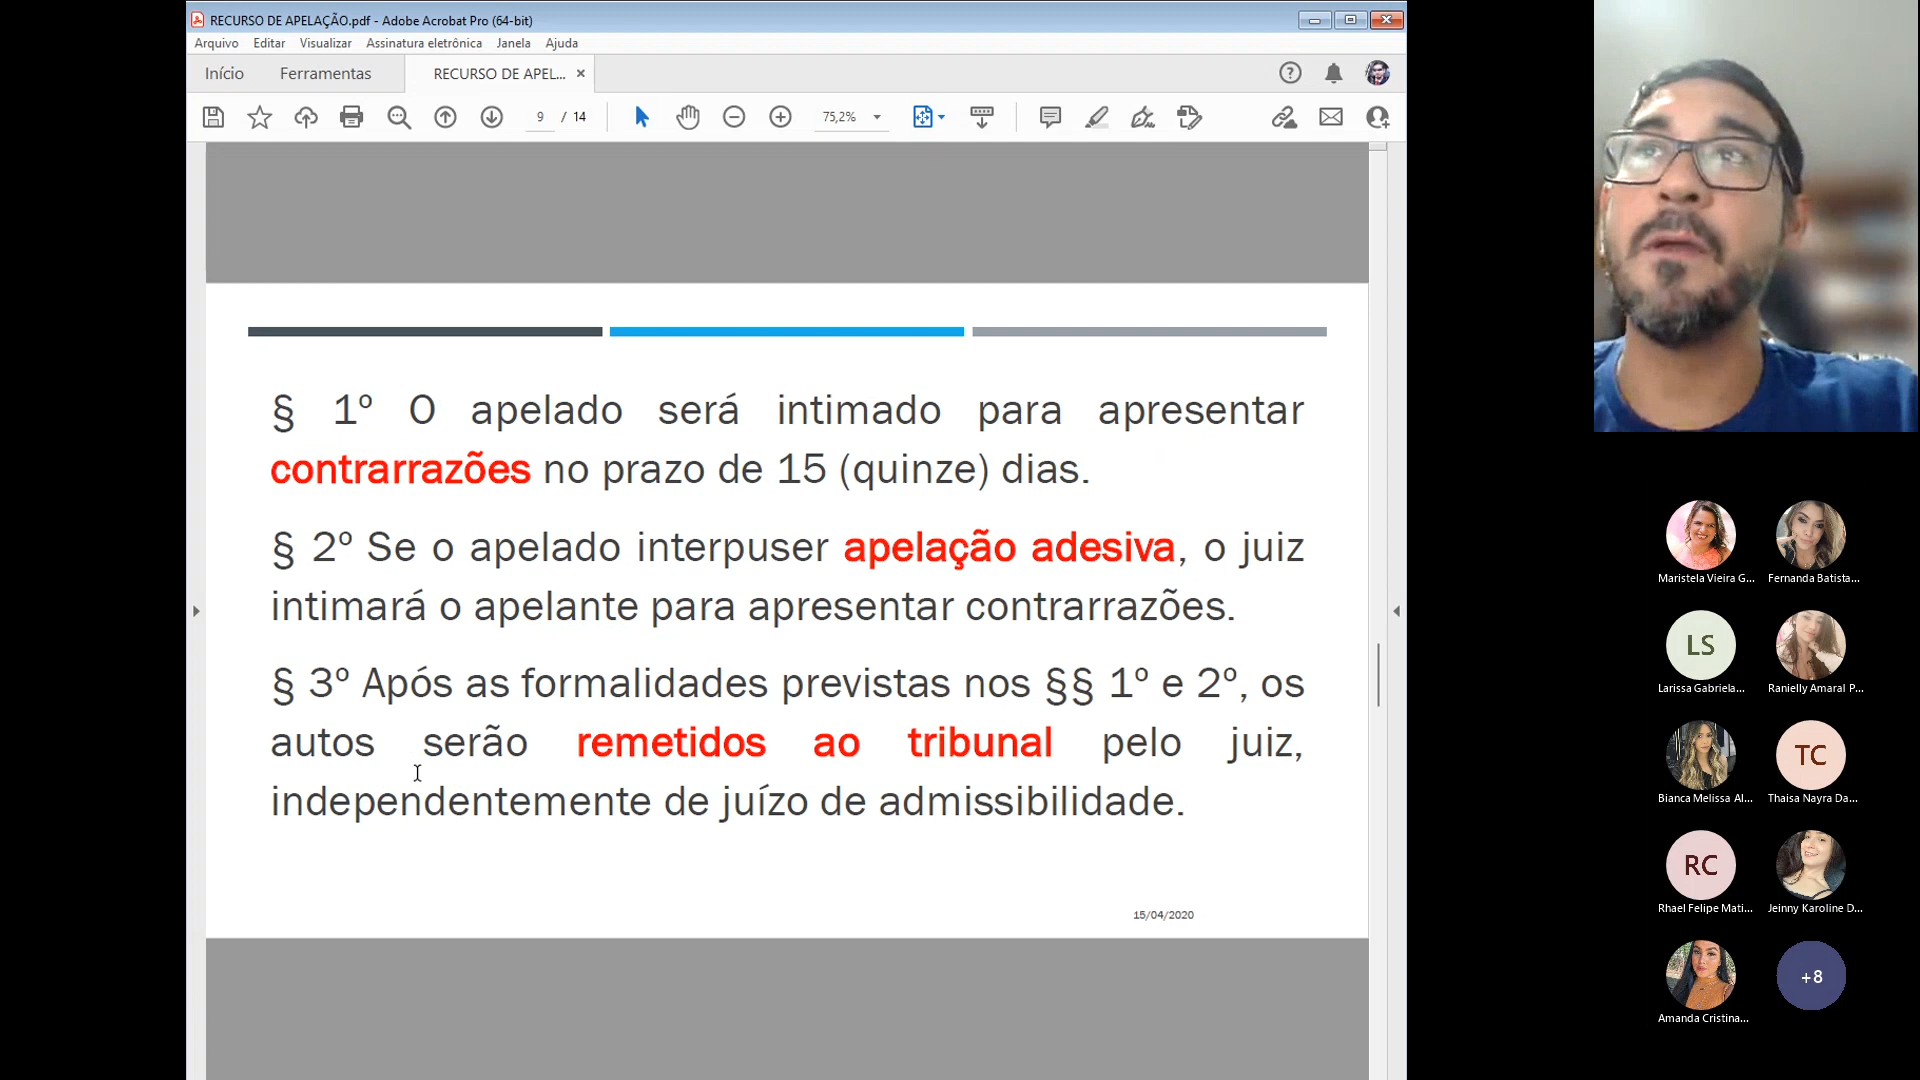 RECURSO DE APELAÇÃO.pdf - Adobe Acrobat Pro (64-bit)
Arquivo Editar Visualizar Assinatura eletrônica Janela Ajuda
Início Ferramentas RECURSO DE APEL...
9 / 14 75,2%
§ 1º O apelado será intimado para apresentar
contrarrazões no prazo de 15 (quinze) dias.
§ 2º Se o apelado interpuser apelação adesiva, o juiz
intimará o apelante para apresentar contrarrazões.
§ 3º Após as formalidades previstas nos §§ 1º e 2º, os
autos serão remetidos ao tribunal pelo juiz,
independentemente de juízo de admissibilidade.
15/04/2020
Maristela Vieira G... Fernanda Batista...
LS
Larissa Gabriela... Ranielly Amaral P...
TC
Bianca Melissa Al... Thaisa Nayra Da...
RC
Rhael Felipe Mati... Jeinny Karoline D...
+8
Amanda Cristina...